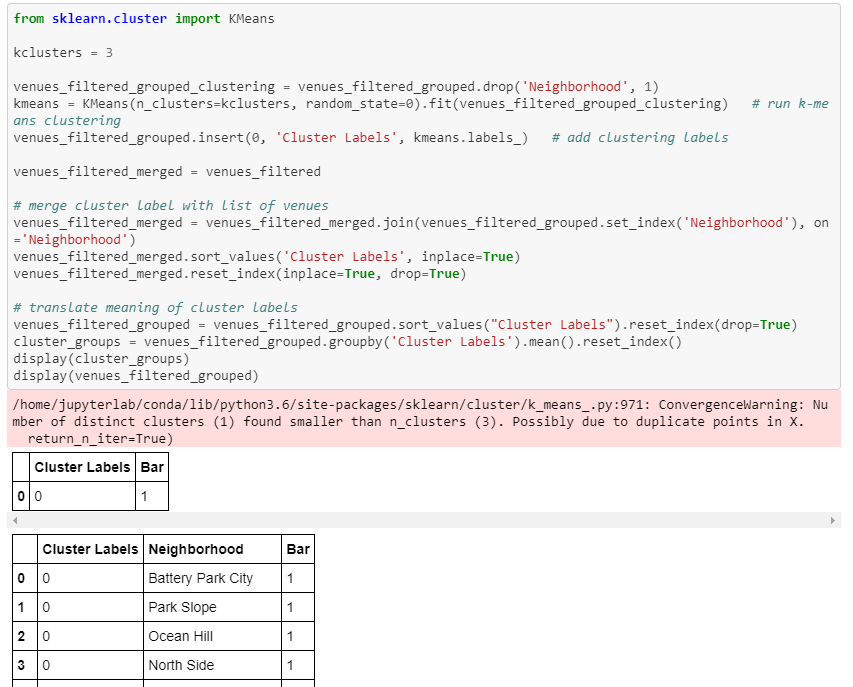 from sklearn.cluster import KMeans
kclusters = 3
venues_filtered_grouped_clustering = venues_filtered_grouped.drop('Neighborhood', 1)
kmeans = KMeans(n_clusters=kclusters, random_state=0).fit(venues_filtered_grouped_clustering)   # run k-me
ans clustering
venues_filtered_grouped.insert(0, 'Cluster Labels', kmeans.labels_)   # add clustering labels
venues_filtered_merged = venues_filtered
# merge cluster label with list of venues
venues_filtered_merged = venues_filtered_merged.join(venues_filtered_grouped.set_index('Neighborhood'), on
='Neighborhood')
venues_filtered_merged.sort_values('Cluster Labels', inplace=True)
venues_filtered_merged.reset_index(inplace=True, drop=True)
# translate meaning of cluster labels
venues_filtered_grouped = venues_filtered_grouped.sort_values("Cluster Labels").reset_index(drop=True)
cluster_groups = venues_filtered_grouped.groupby('Cluster Labels').mean().reset_index()
display(cluster_groups)
display(venues_filtered_grouped)
/home/jupyterlab/conda/lib/python3.6/site-packages/sklearn/cluster/k_means_.py:971: ConvergenceWarning: Nu
mber of distinct clusters (1) found smaller than n_clusters (3). Possibly due to duplicate points in X.
  return_n_iter=True)
Cluster Labels Bar
0 0 1
Cluster Labels Neighborhood Bar
0 0 Battery Park City 1
1 0 Park Slope 1
2 0 Ocean Hill 1
3 0 North Side 1